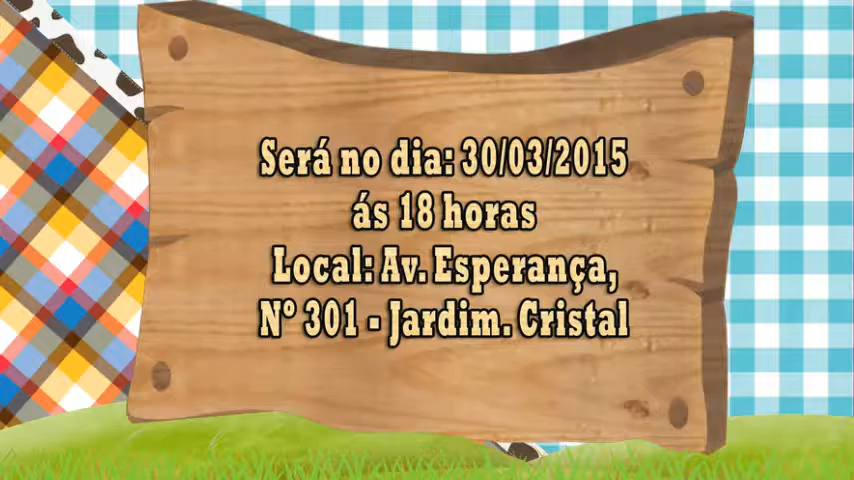 Será no dia: 30/03/2015
ás 18 horas
Local: Av. Esperança,
Nº 301 - Jardim. Cristal